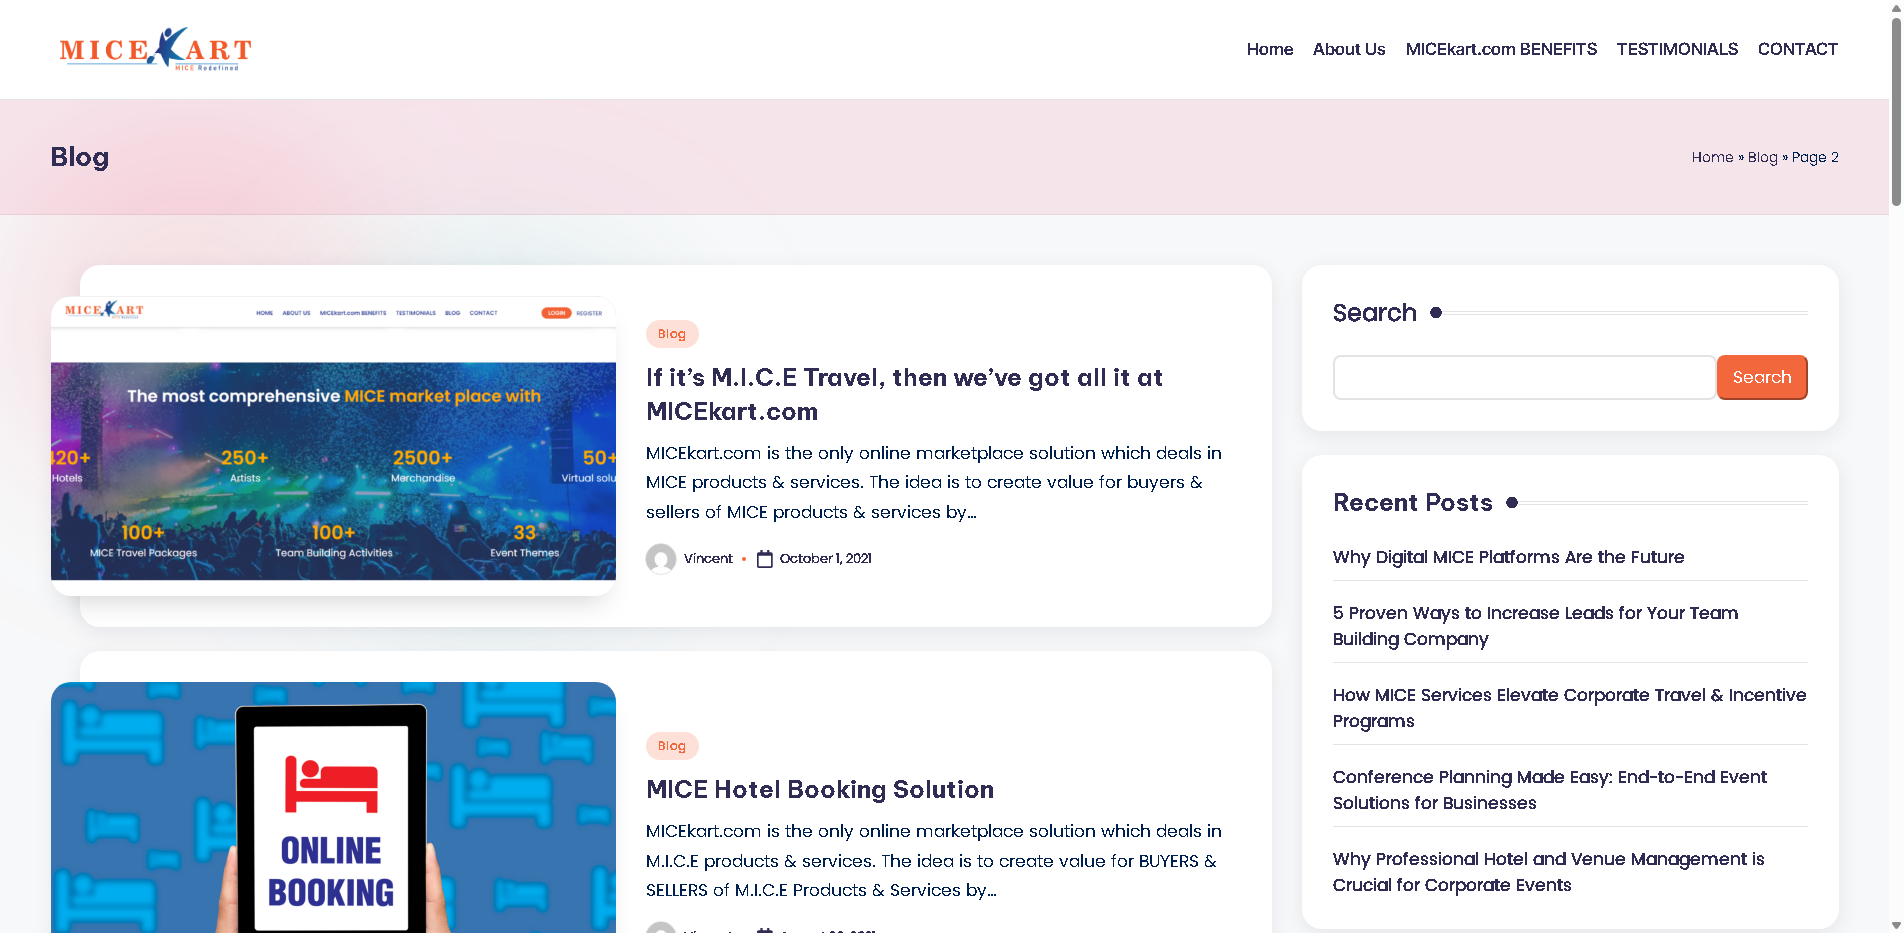 MICEKART
MICE Redefined
Home
About Us
MICEkart.com BENEFITS
TESTIMONIALS
CONTACT
Blog
Home » Blog » Page 2
MICEKART
HOME
ABOUT US
MICEkart.com BENEFITS
TESTIMONIALS
BLOG
CONTACT
LOGIN
REGISTER
The most comprehensive MICE market place with
420+
Hotels
250+
Artists
2500+
Merchandise
50+
Virtual solu
100+
MICE Travel Packages
100+
Team Building Activities
33
Event Themes
Blog
If it’s M.I.C.E Travel, then we’ve got all it at
MICEkart.com
MICEkart.com is the only online marketplace solution which deals in
MICE products & services. The idea is to create value for buyers &
sellers of MICE products & services by…
Vincent
October 1, 2021
ONLINE
BOOKING
Blog
MICE Hotel Booking Solution
MICEkart.com is the only online marketplace solution which deals in
M.I.C.E products & services. The idea is to create value for BUYERS &
SELLERS of M.I.C.E Products & Services by…
Search
Search
Recent Posts
Why Digital MICE Platforms Are the Future
5 Proven Ways to Increase Leads for Your Team
Building Company
How MICE Services Elevate Corporate Travel & Incentive
Programs
Conference Planning Made Easy: End-to-End Event
Solutions for Businesses
Why Professional Hotel and Venue Management is
Crucial for Corporate Events